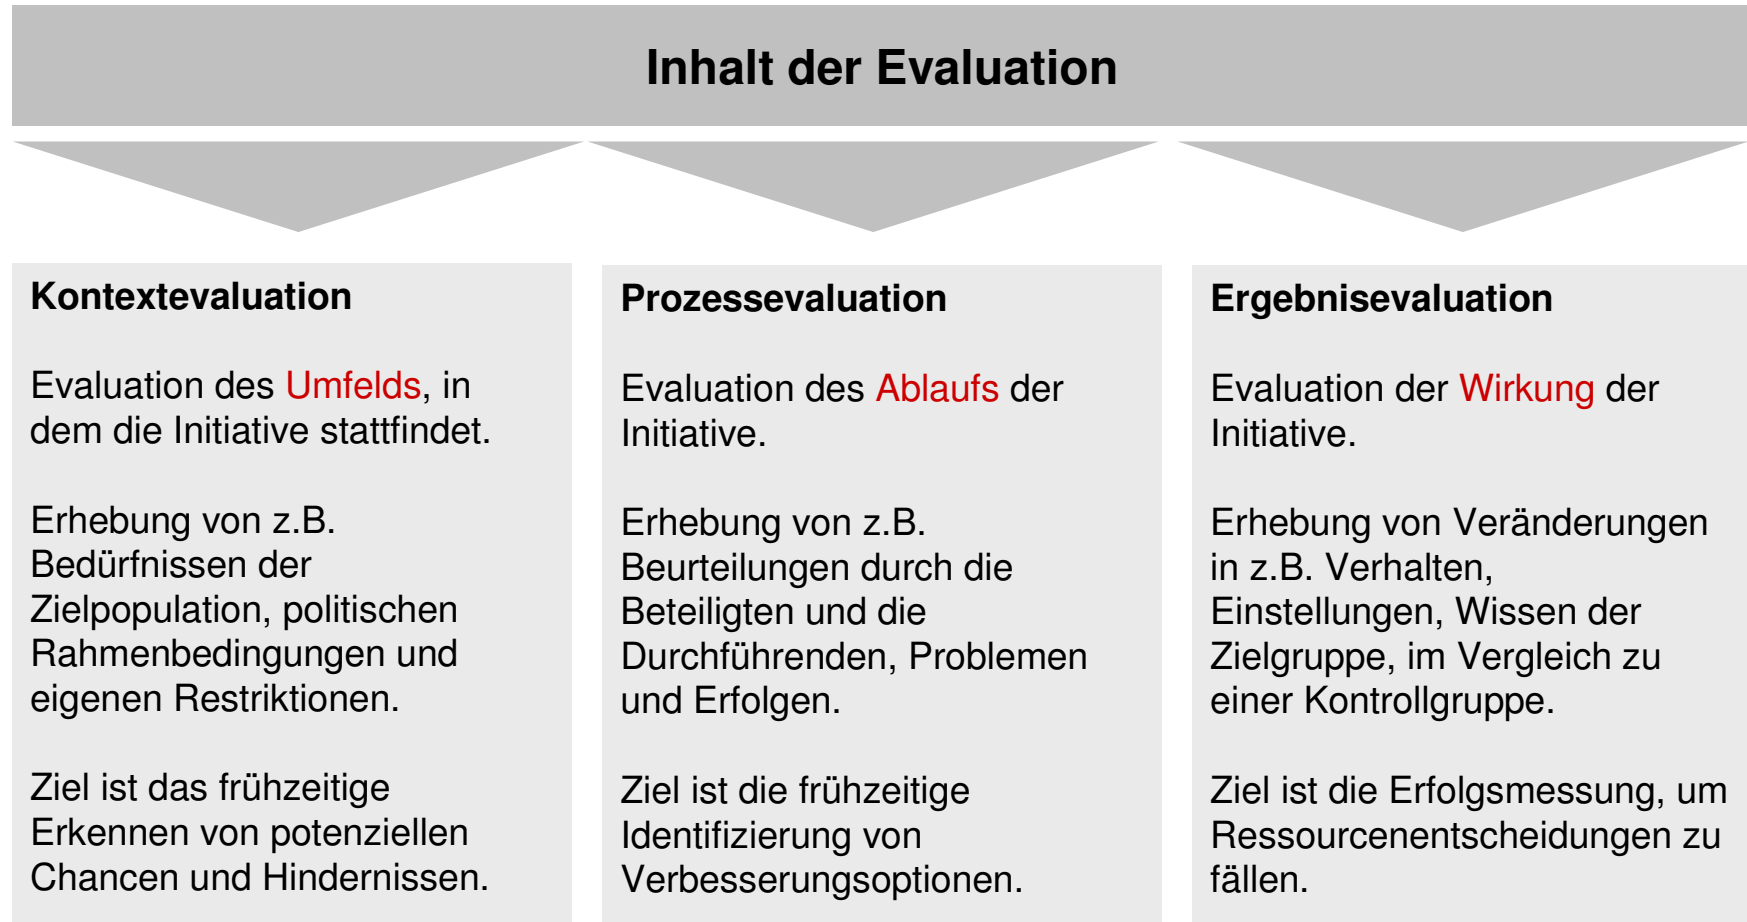 Inhalt der Evaluation
Kontextevaluation
Evaluation des Umfelds, in
dem die Initiative stattfindet.
Erhebung von z.B.
Bedürfnissen der
Zielpopulation, politischen
Rahmenbedingungen und
eigenen Restriktionen.
Ziel ist das frühzeitige
Erkennen von potenziellen
Chancen und Hindernissen.
Prozessevaluation
Evaluation des Ablaufs der
Initiative.
Erhebung von z.B.
Beurteilungen durch die
Beteiligten und die
Durchführenden, Problemen
und Erfolgen.
Ziel ist die frühzeitige
Identifizierung von
Verbesserungsoptionen.
Ergebnisevaluation
Evaluation der Wirkung der
Initiative.
Erhebung von Veränderungen
in z.B. Verhalten,
Einstellungen, Wissen der
Zielgruppe, im Vergleich zu
einer Kontrollgruppe.
Ziel ist die Erfolgsmessung, um
Ressourcenentscheidungen zu
fällen.